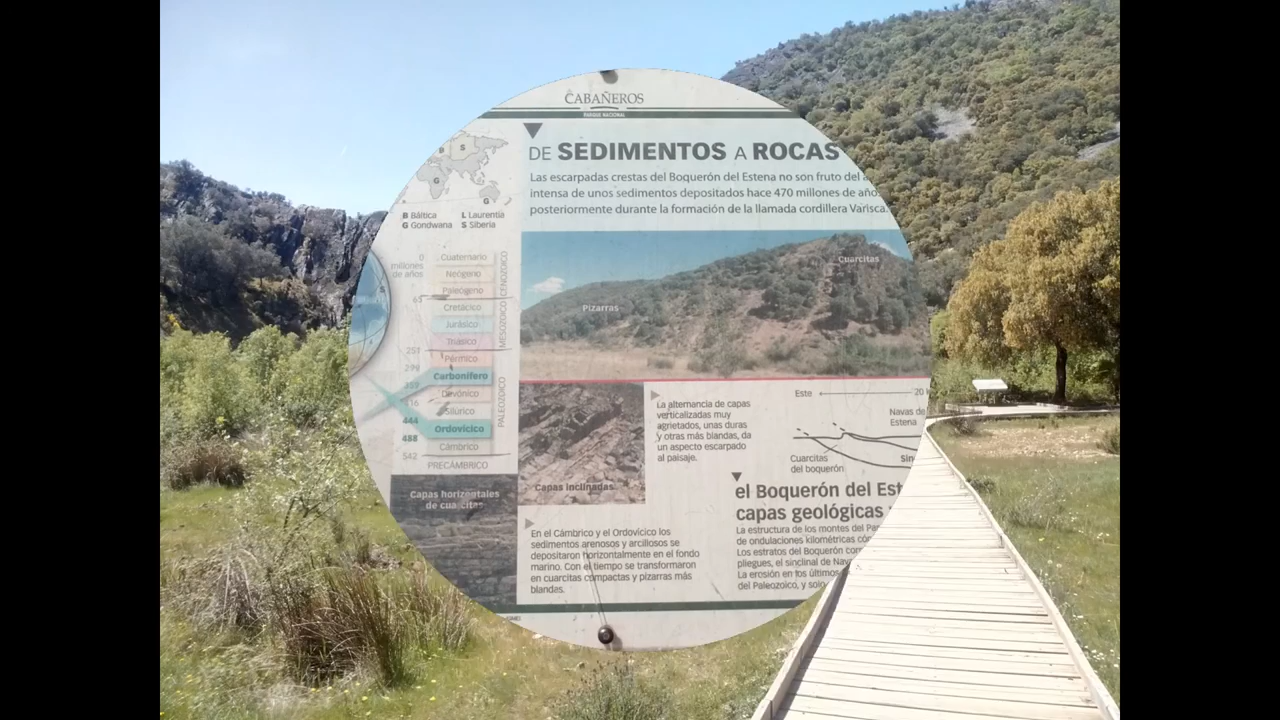 CABAÑEROS
PARQUE NACIONAL
DE SEDIMENTOS A ROCAS
Las escarpadas crestas del Boquerón del Estena no son fruto del
intensa de unos sedimentos depositados hace 470 millones de año
posteriormente durante la formación de la llamada cordillera Varisca.
B S
G
G
B Báltica L Laurentia
G Gondwana S Siberia
0
millones
de años
Cuaternario
Neógeno
Paleógeno
CENOZOICO
65
Cretácico
Jurásico
Triásico
MESOZOICO
251
Pérmico
299
Carbonífero
359
Devónico
416
Silúrico
444
Ordovícico
488
Cámbrico
542
PALEOZOICO
PRECÁMBRICO
Pizarras
Cuarcitas
Capas horizontales
de cuarcitas
Capas inclinadas
La alternancia de capas
verticalizadas muy
agrietados, unas duras
y otras más blandas, da
un aspecto escarpado
al paisaje.
Este 20
Navas de
Estena
Cuarcitas
del boquerón
Sin
En el Cámbrico y el Ordovícico los
sedimentos arenosos y arcillosos se
depositaron horizontalmente en el fondo
marino. Con el tiempo se transformaron
en cuarcitas compactas y pizarras más
blandas.
el Boquerón del Est
capas geológicas
La estructura de los montes del Par
de ondulaciones kilométricas có
Los estratos del Boquerón con
pliegues, el sinclinal de Nav
La erosión en los últimos
del Paleozoico, y solo